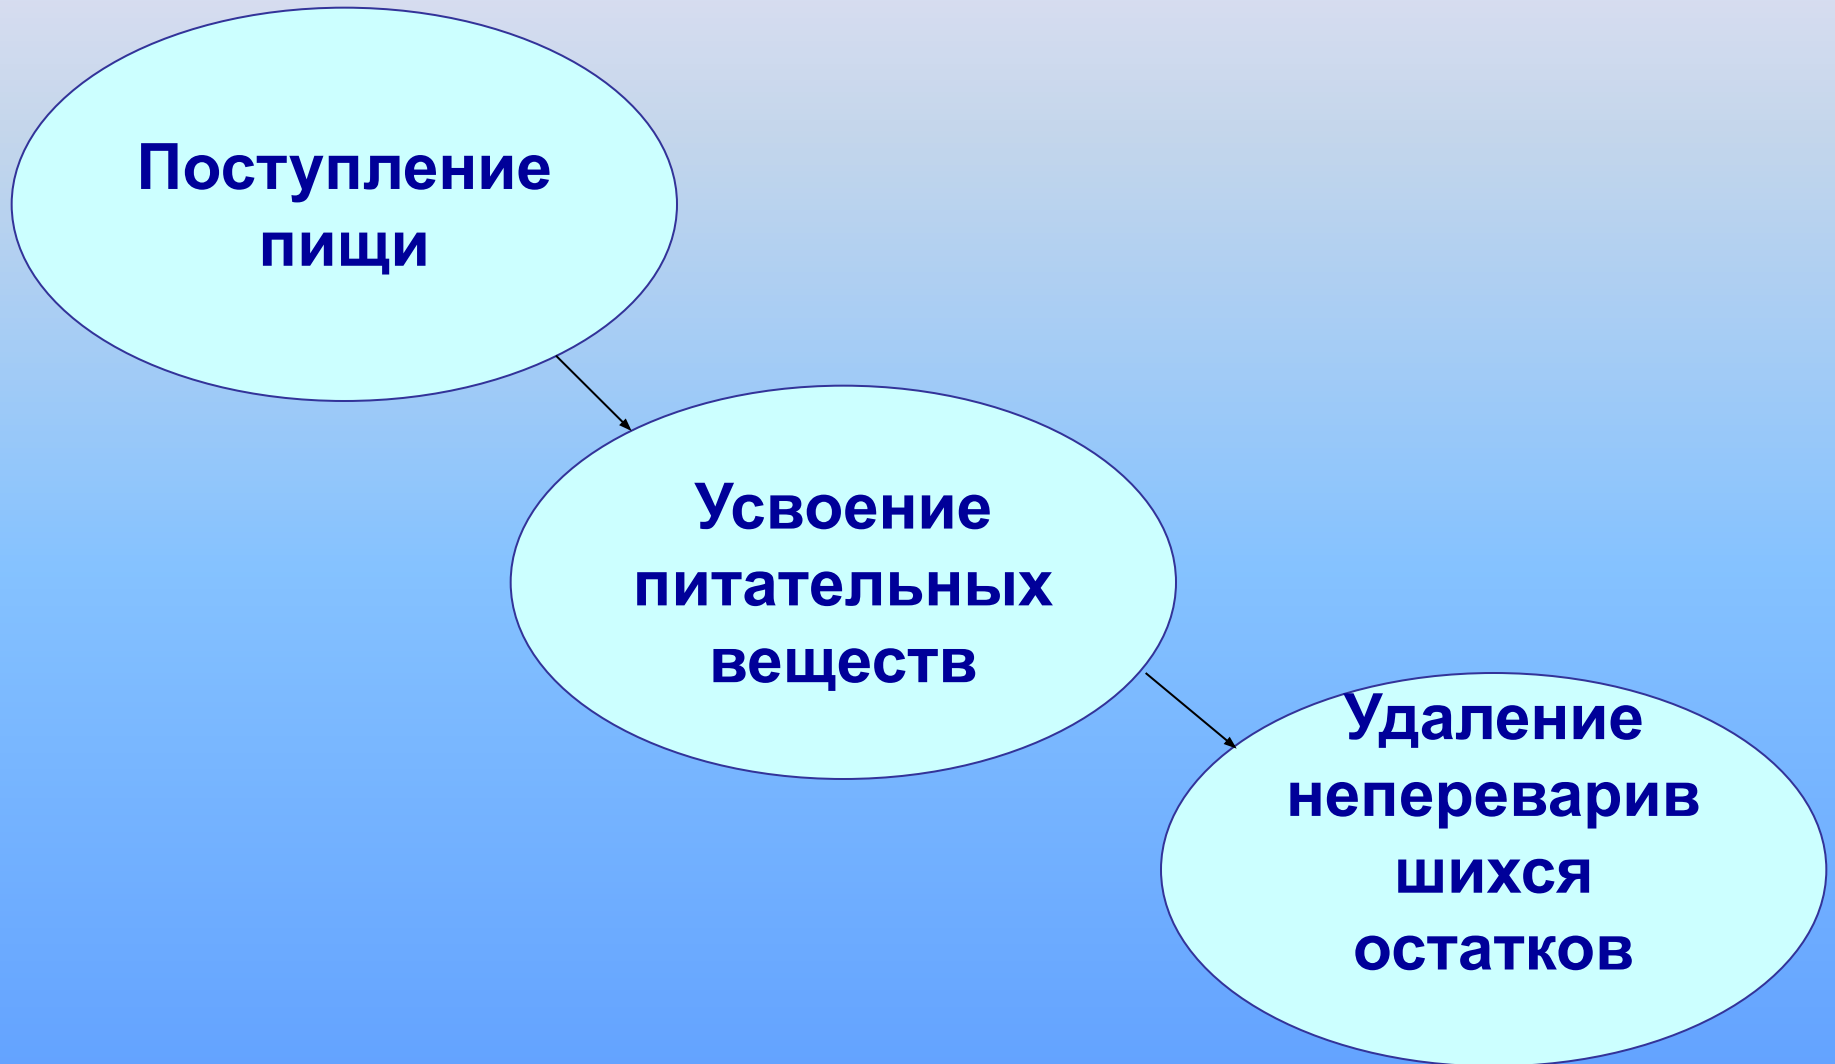 Поступление
пищи
Усвоение
питательных
веществ
Удаление
непереварив
шихся
остатков